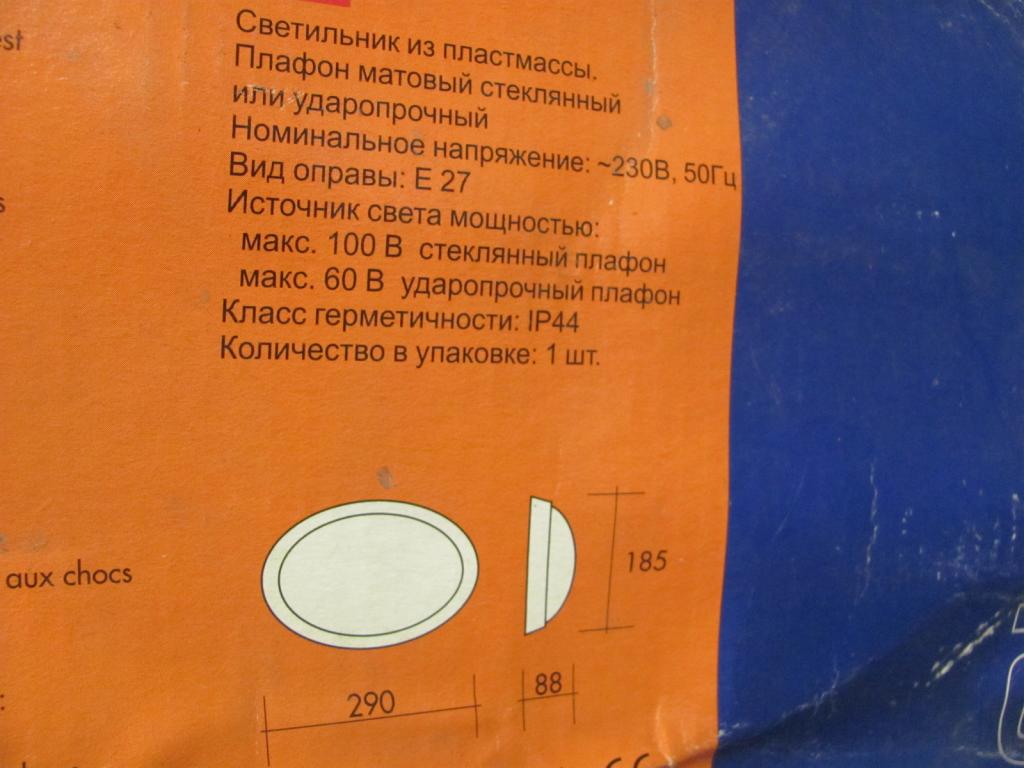 est
Светильник из пластмассы.
Плафон матовый стеклянный
или ударопрочный
Номинальное напряжение: ~230В, 50Гц
Вид оправы: Е 27
s
Источник света мощностью:
макс. 100 В стеклянный плафон
макс. 60 В ударопрочный плафон
Класс герметичности: IP44
Количество в упаковке: 1 шт.
aux chocs
185
:
88
290